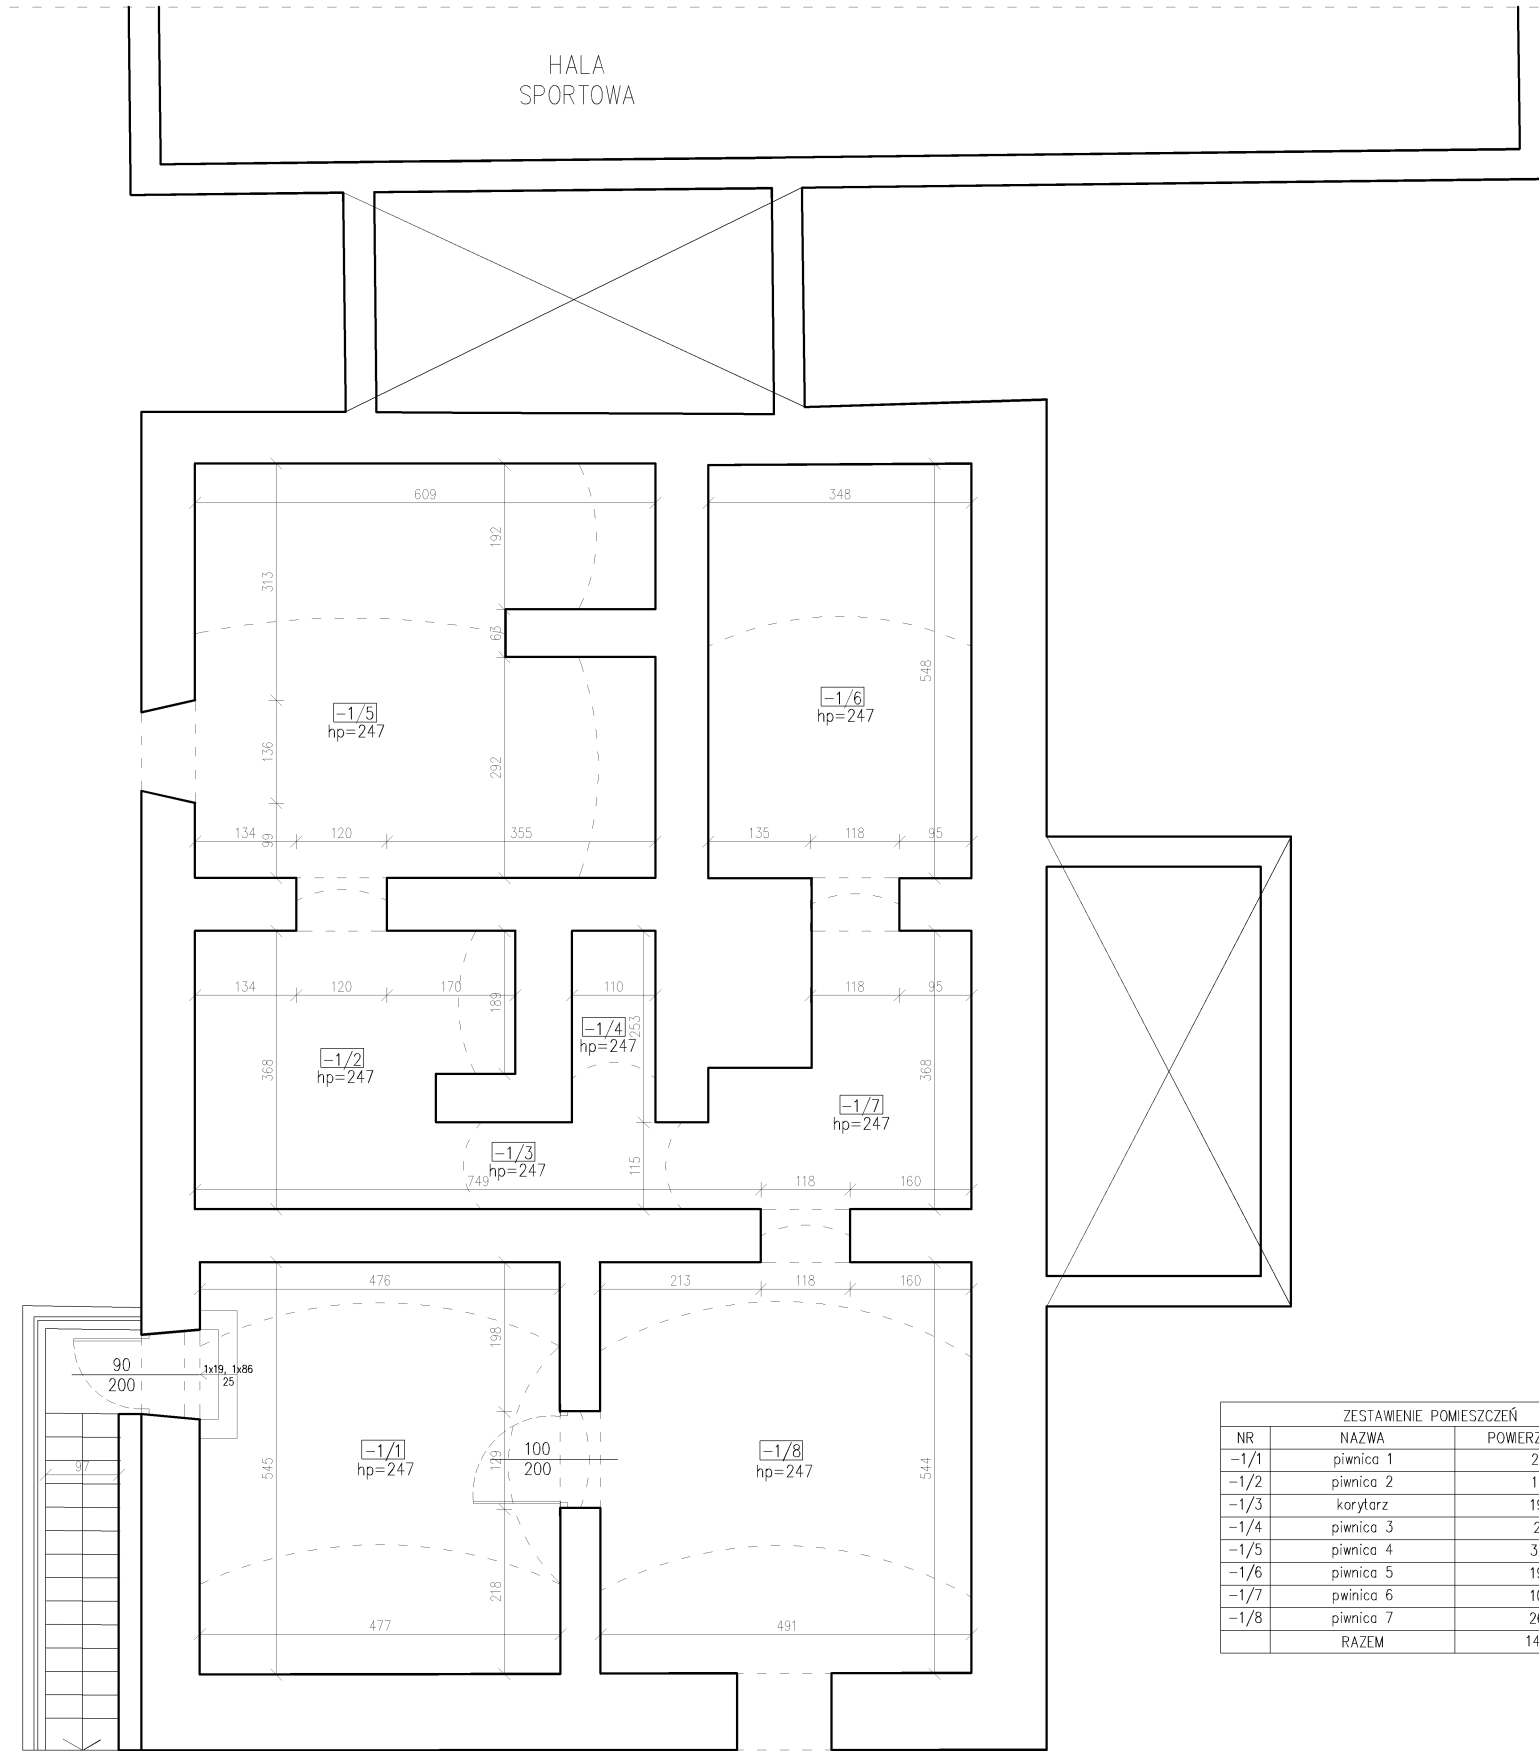 HALA
SPORTOWA
609
348
192
313
63
548
-1/5
hp=247
-1/6
hp=247
136
292
99
134
120
355
135
118
95
134
120
170
189
110
118
95
-1/4
hp=247
253
-1/2
hp=247
368
368
-1/7
hp=247
-1/3
hp=247
115
749
118
160
476
213
118
160
198
90
200
1x19, 1x86
25
-1/1
hp=247
100
200
129
-1/8
hp=247
97
545
544
218
477
491
ZESTAWIENIE POMIESZCZEŃ
NR NAZWA
-1/1 piwnica 1
-1/2 piwnica 2
-1/3 korytarz
-1/4 piwnica 3
-1/5 piwnica 4
-1/6 piwnica 5
-1/7 pwinica 6
-1/8 piwnica 7
RAZEM